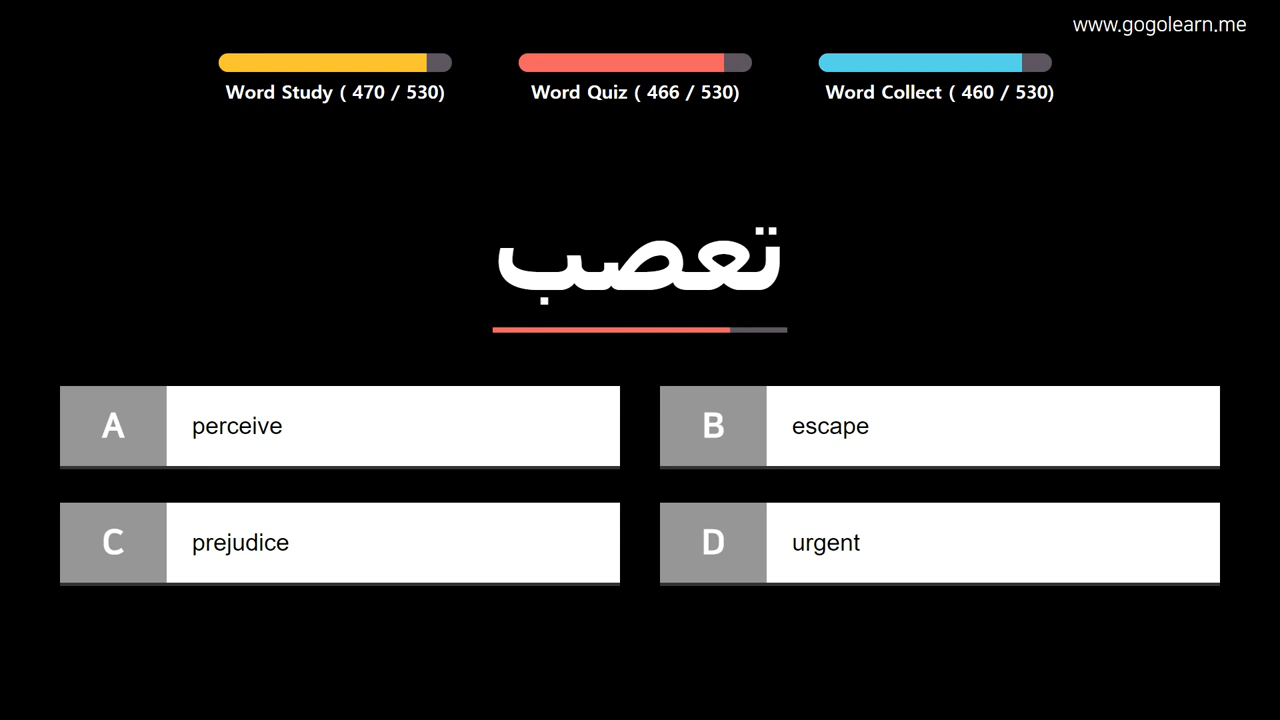 www.gogolearn.me
Word Study ( 470 / 530)
Word Quiz ( 466 / 530)
Word Collect ( 460 / 530)
تعصب
A perceive
B escape
C prejudice
D urgent